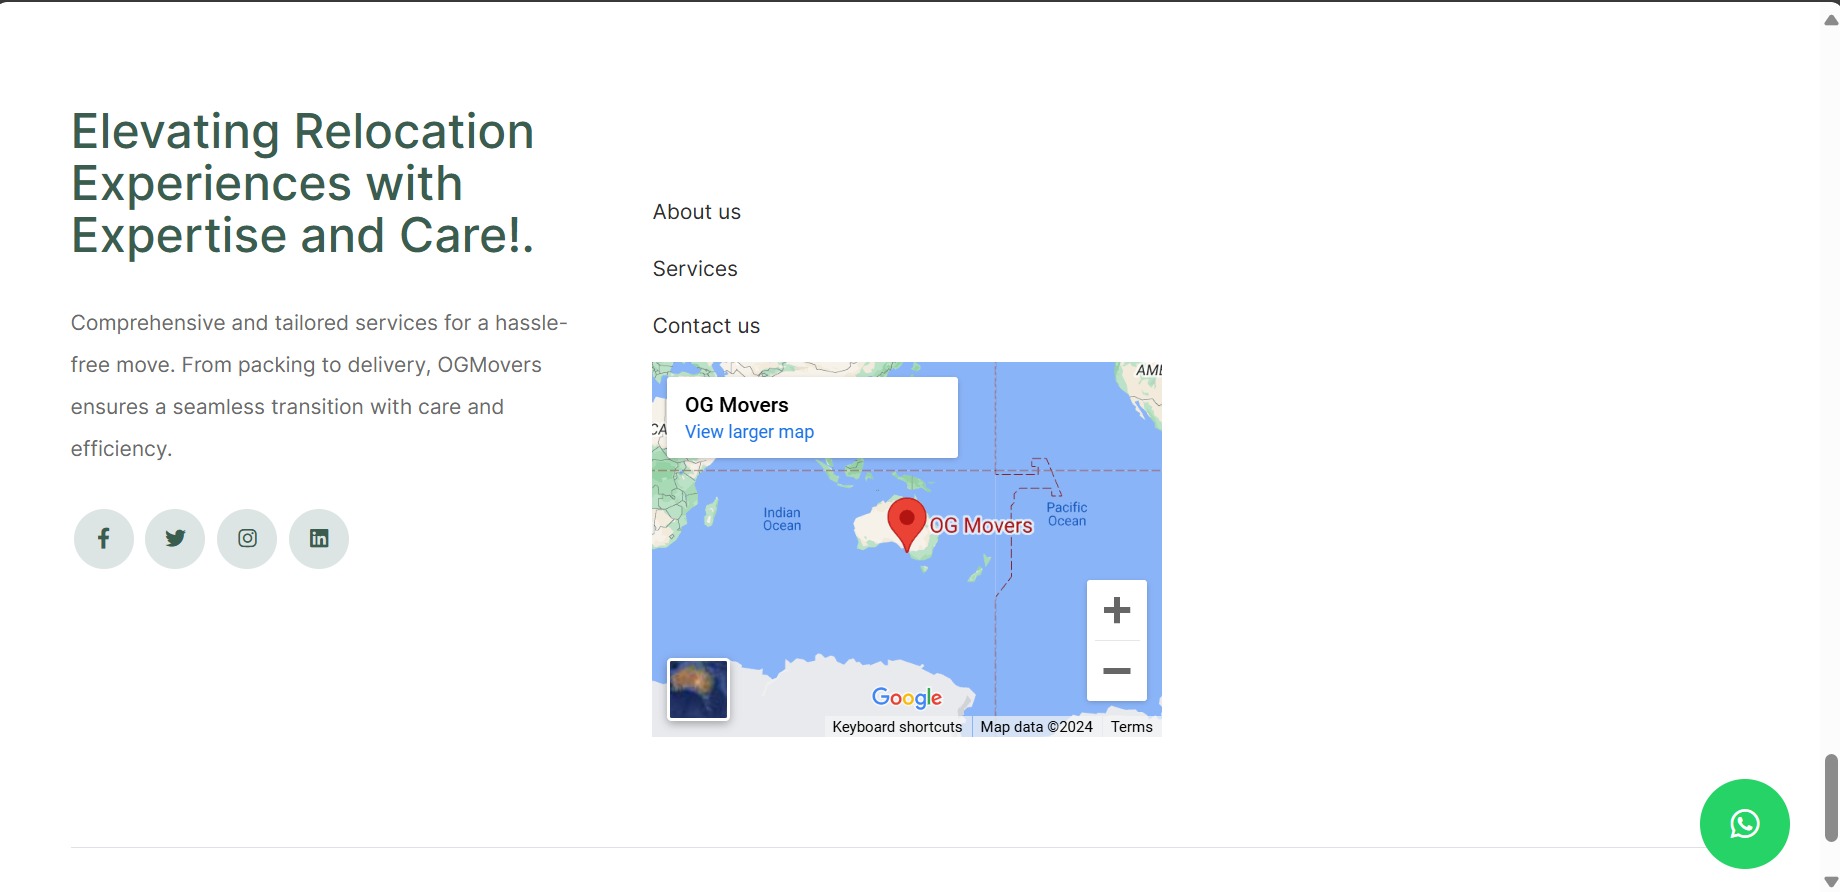 Elevating Relocation
Experiences with
Expertise and Care!.
Comprehensive and tailored services for a hassle-
free move. From packing to delivery, OGMovers
ensures a seamless transition with care and
efficiency.
About us
Services
Contact us
OG Movers
View larger map
AME
CA
Indian
Ocean
OG Movers
Pacific
Ocean
Google
Keyboard shortcuts
Map data ©2024
Terms